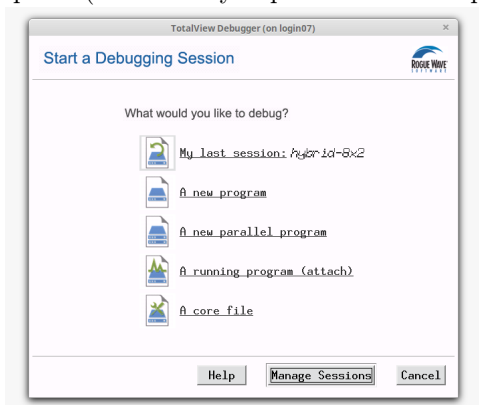 TotalView Debugger (on login07)
Start a Debugging Session
ROGUE WAVE
SOFTWARE
What would you like to debug?
My last session: hybrid-8x2
A new program
A new parallel program
A running program (attach)
A core file
Help Manage Sessions Cancel